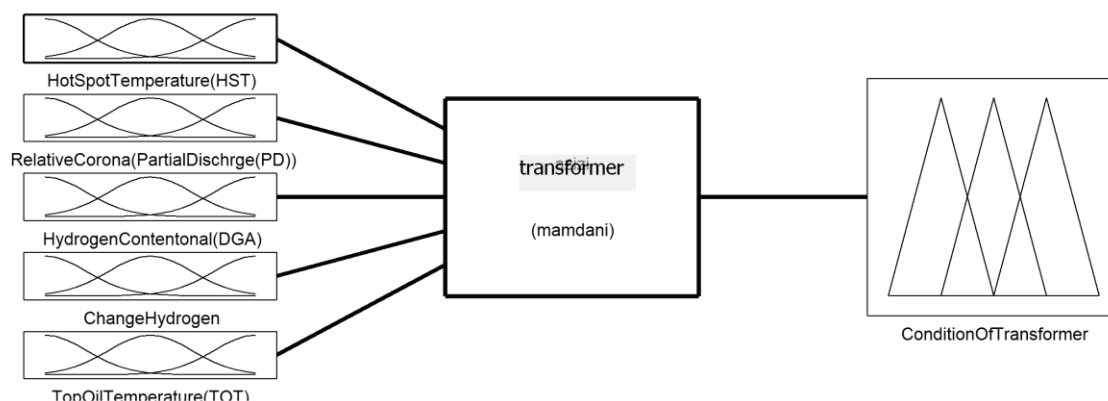 HotSpotTemperature(HST)
RelativeCorona(PartialDischrge(PD))
HydrogenContentonal(DGA)
ChangeHydrogen
TopOilTemperature(TOT)
transformer
(mamdani)
ConditionOfTransformer